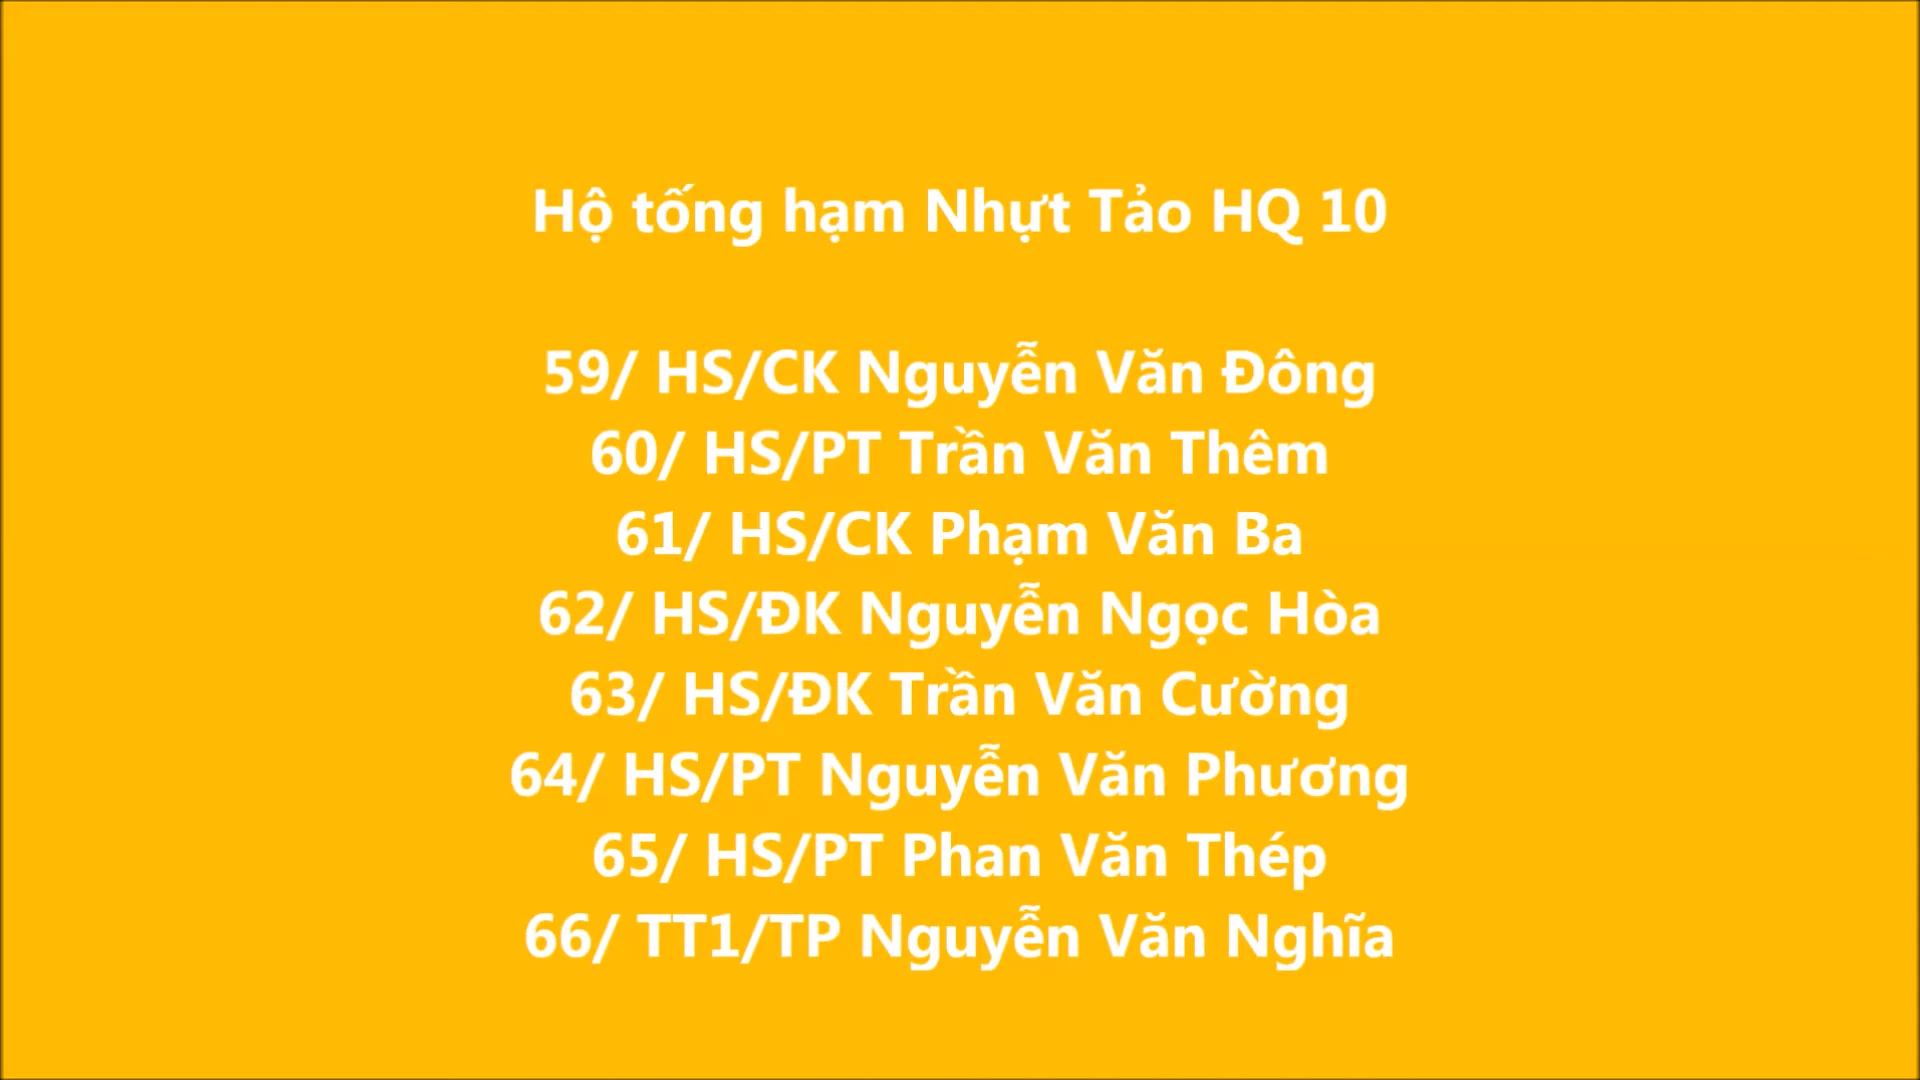 Hộ tống hạm Nhựt Tảo HQ 10
59/ HS/CK Nguyễn Văn Đông
60/ HS/PT Trần Văn Thêm
61/ HS/CK Phạm Văn Ba
62/ HS/ĐK Nguyễn Ngọc Hòa
63/ HS/ĐK Trần Văn Cường
64/ HS/PT Nguyễn Văn Phương
65/ HS/PT Phan Văn Thép
66/ TT1/TP Nguyễn Văn Nghĩa